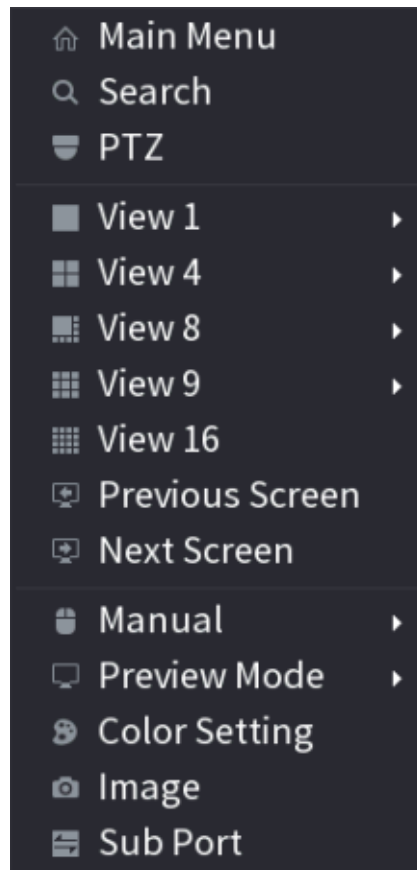 Main Menu
Search
PTZ
View 1
View 4
View 8
View 9
View 16
Previous Screen
Next Screen
Manual
Preview Mode
Color Setting
Image
Sub Port